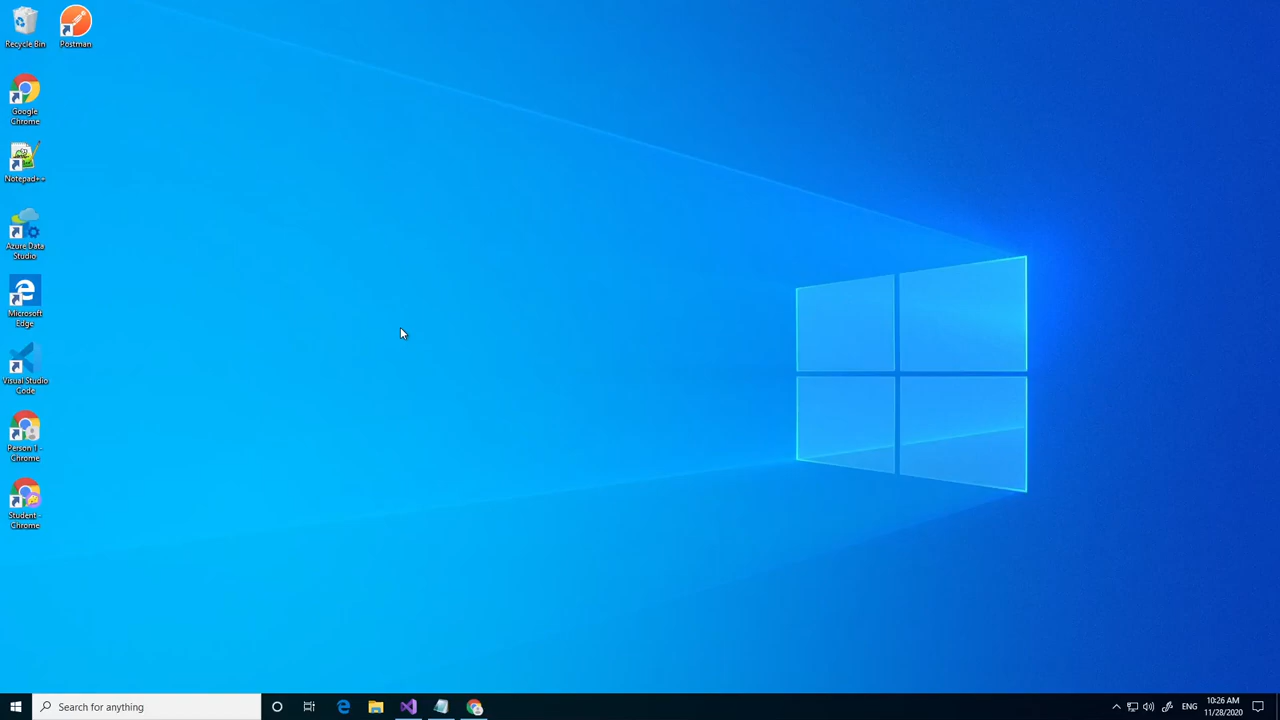 Recycle Bin
Postman
Google
Chrome
Notepad++
Azure Data
Studio
Microsoft
Edge
Visual Studio
Code
Person 1 -
Chrome
Student -
Chrome
Search for anything
ENG
10:26 AM
11/28/2020